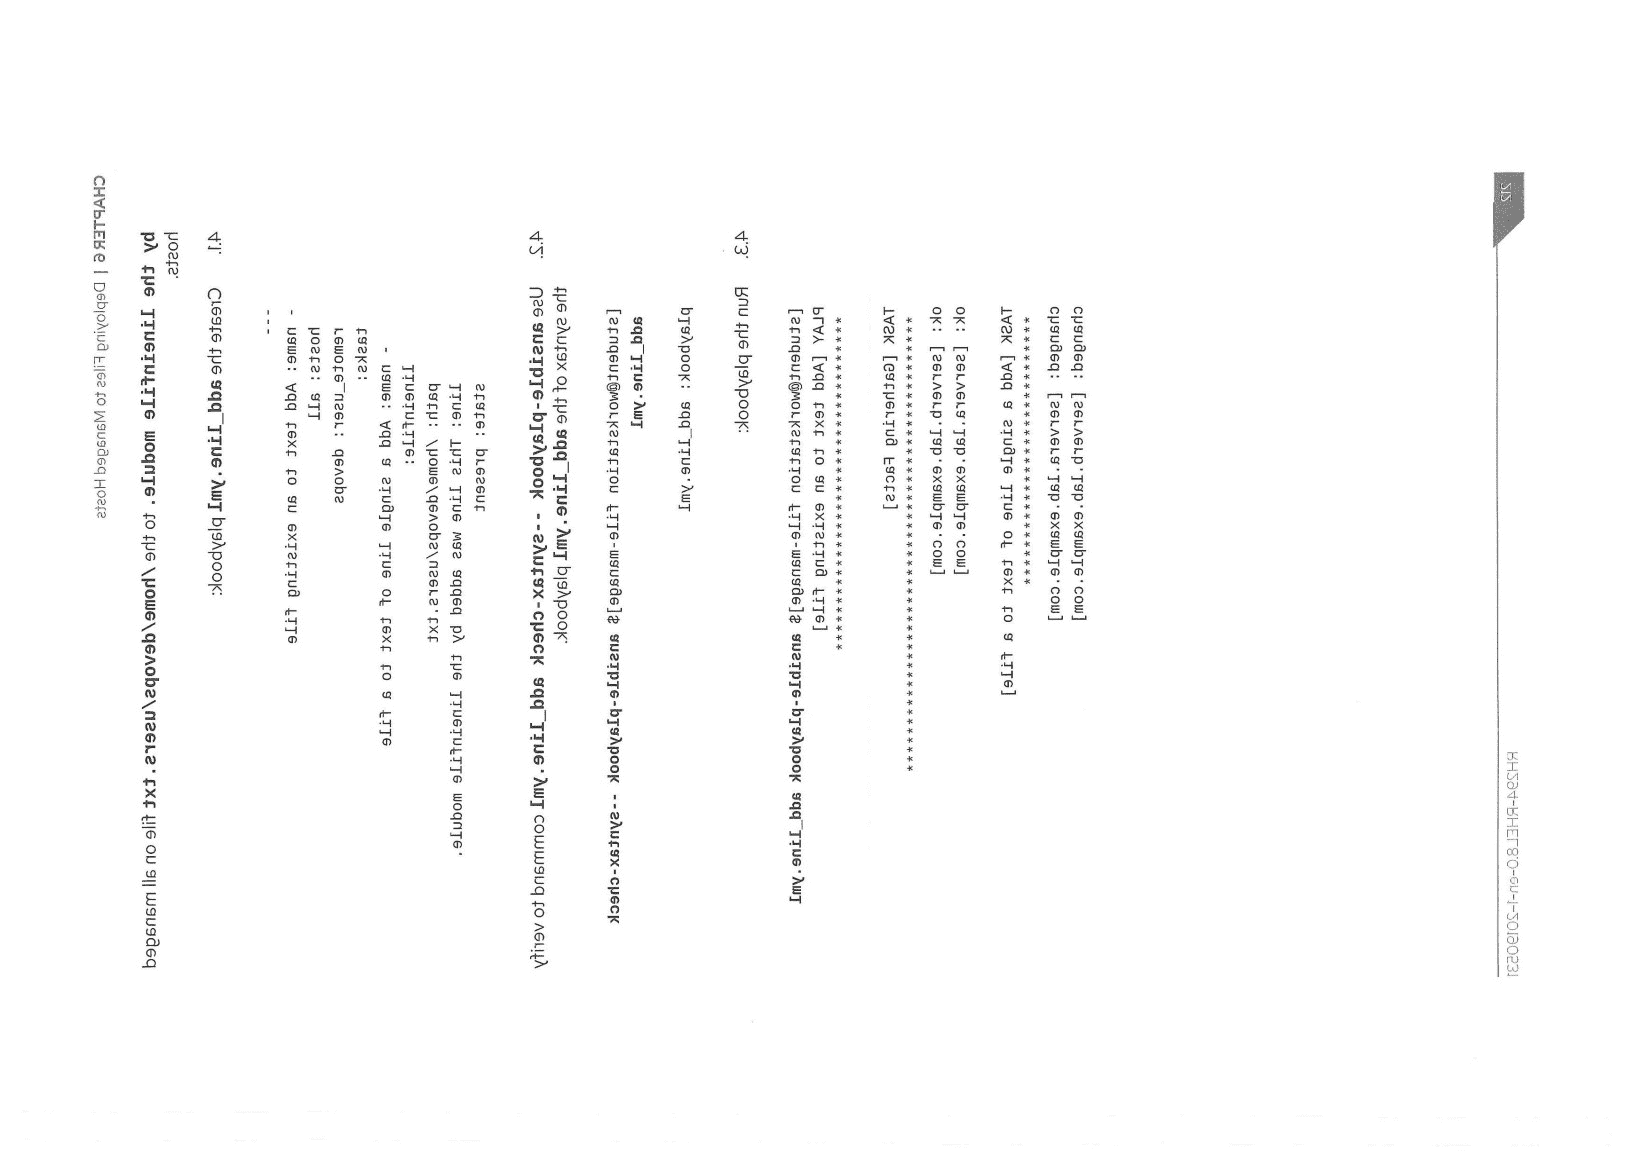 CHAPTER 6 | Deploying Files to Managed Hosts
by the lineinfile module. to the /home/devops/users.txt file on all managed
hosts.
4.1. Create the add_line.yml playbook:
---
- name: Add text to an existing file
hosts: all
remote_user: devops
tasks:
- name: Add a single line of text to a file
lineinfile:
path: /home/devops/users.txt
line: This line was added by the lineinfile module.
state: present
4.2. Use ansible-playbook --syntax-check add_line.yml command to verify
the syntax of the add_line.yml playbook.
[student@workstation file-manage]$ ansible-playbook --syntax-check
add_line.yml
playbook: add_line.yml
4.3. Run the playbook:
[student@workstation file-manage]$ ansible-playbook add_line.yml
PLAY [Add text to an existing file]
************************************
TASK [Gathering Facts]
*************************************************
ok: [serverb.lab.example.com]
ok: [servera.lab.example.com]
TASK [Add a single line of text to a file]
*****************************
changed: [servera.lab.example.com]
changed: [serverb.lab.example.com]
212
RH294-RHEL8.0-en-1-20190531